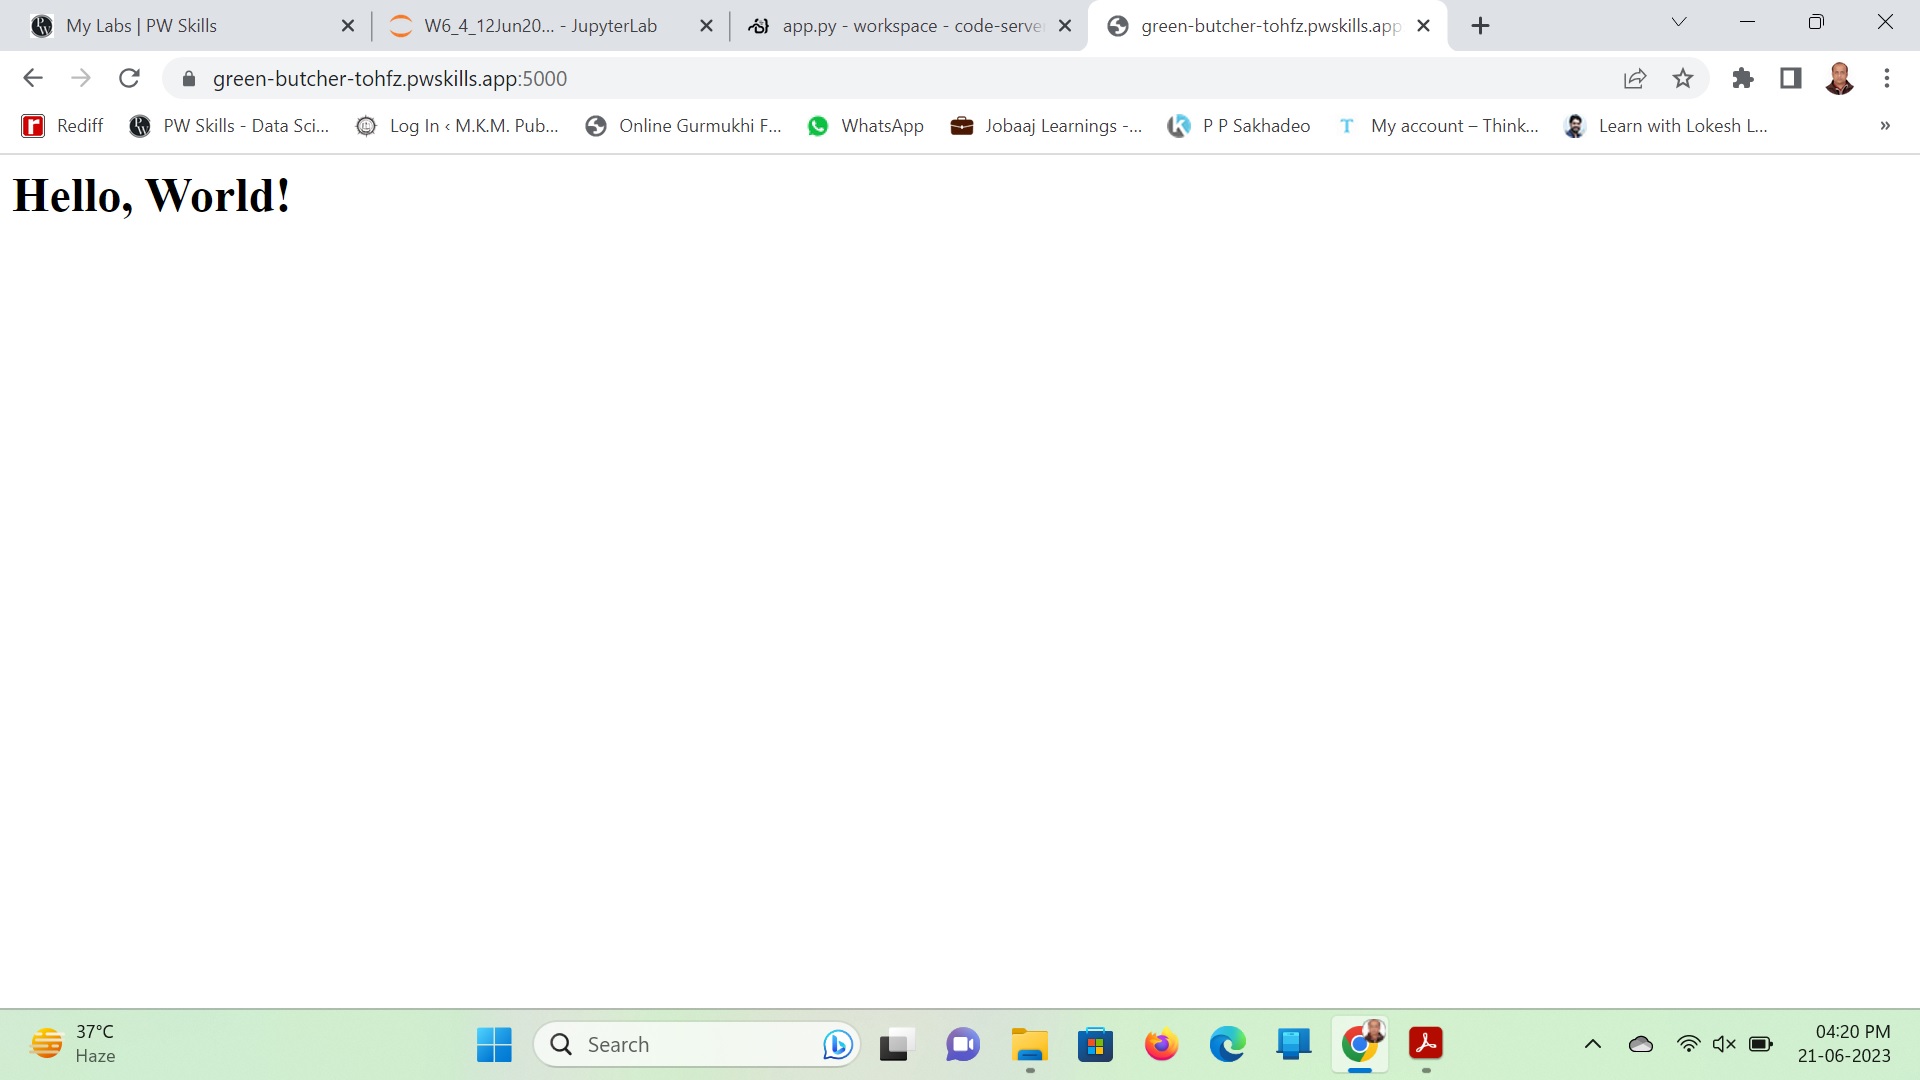 My Labs | PW Skills
W6_4_12Jun20... - JupyterLab
app.py - workspace - code-serve
green-butcher-tohfz.pwskills.app
green-butcher-tohfz.pwskills.app:5000
Rediff
PW Skills - Data Sci...
Log In ‹ M.K.M. Pub...
Online Gurmukhi F...
WhatsApp
Jobaaj Learnings -...
P P Sakhadeo
T
My account – Think...
Learn with Lokesh L...
»
Hello, World!
37°C
Haze
Search
04:20 PM
21-06-2023